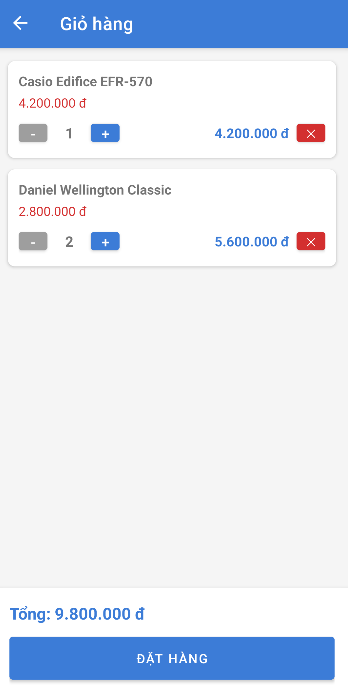 Giỏ hàng
Casio Edifice EFR-570
4.200.000 đ
- 1 + 4.200.000 đ ×
Daniel Wellington Classic
2.800.000 đ
- 2 + 5.600.000 đ ×
Tổng: 9.800.000 đ
ĐẶT HÀNG